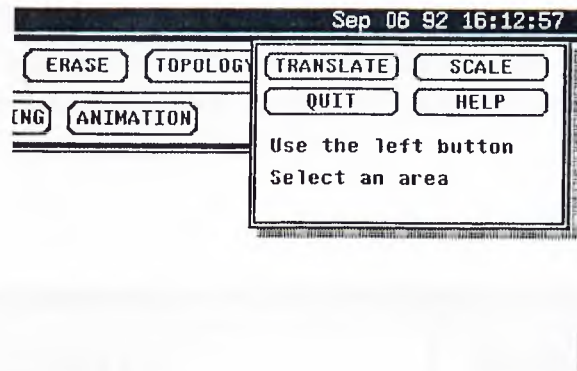 Sep 06 92 16:12:57
ERASE TOPOLOGY TRANSLATE SCALE
QUIT HELP
ING ANIMATION
Use the left button
Select an area